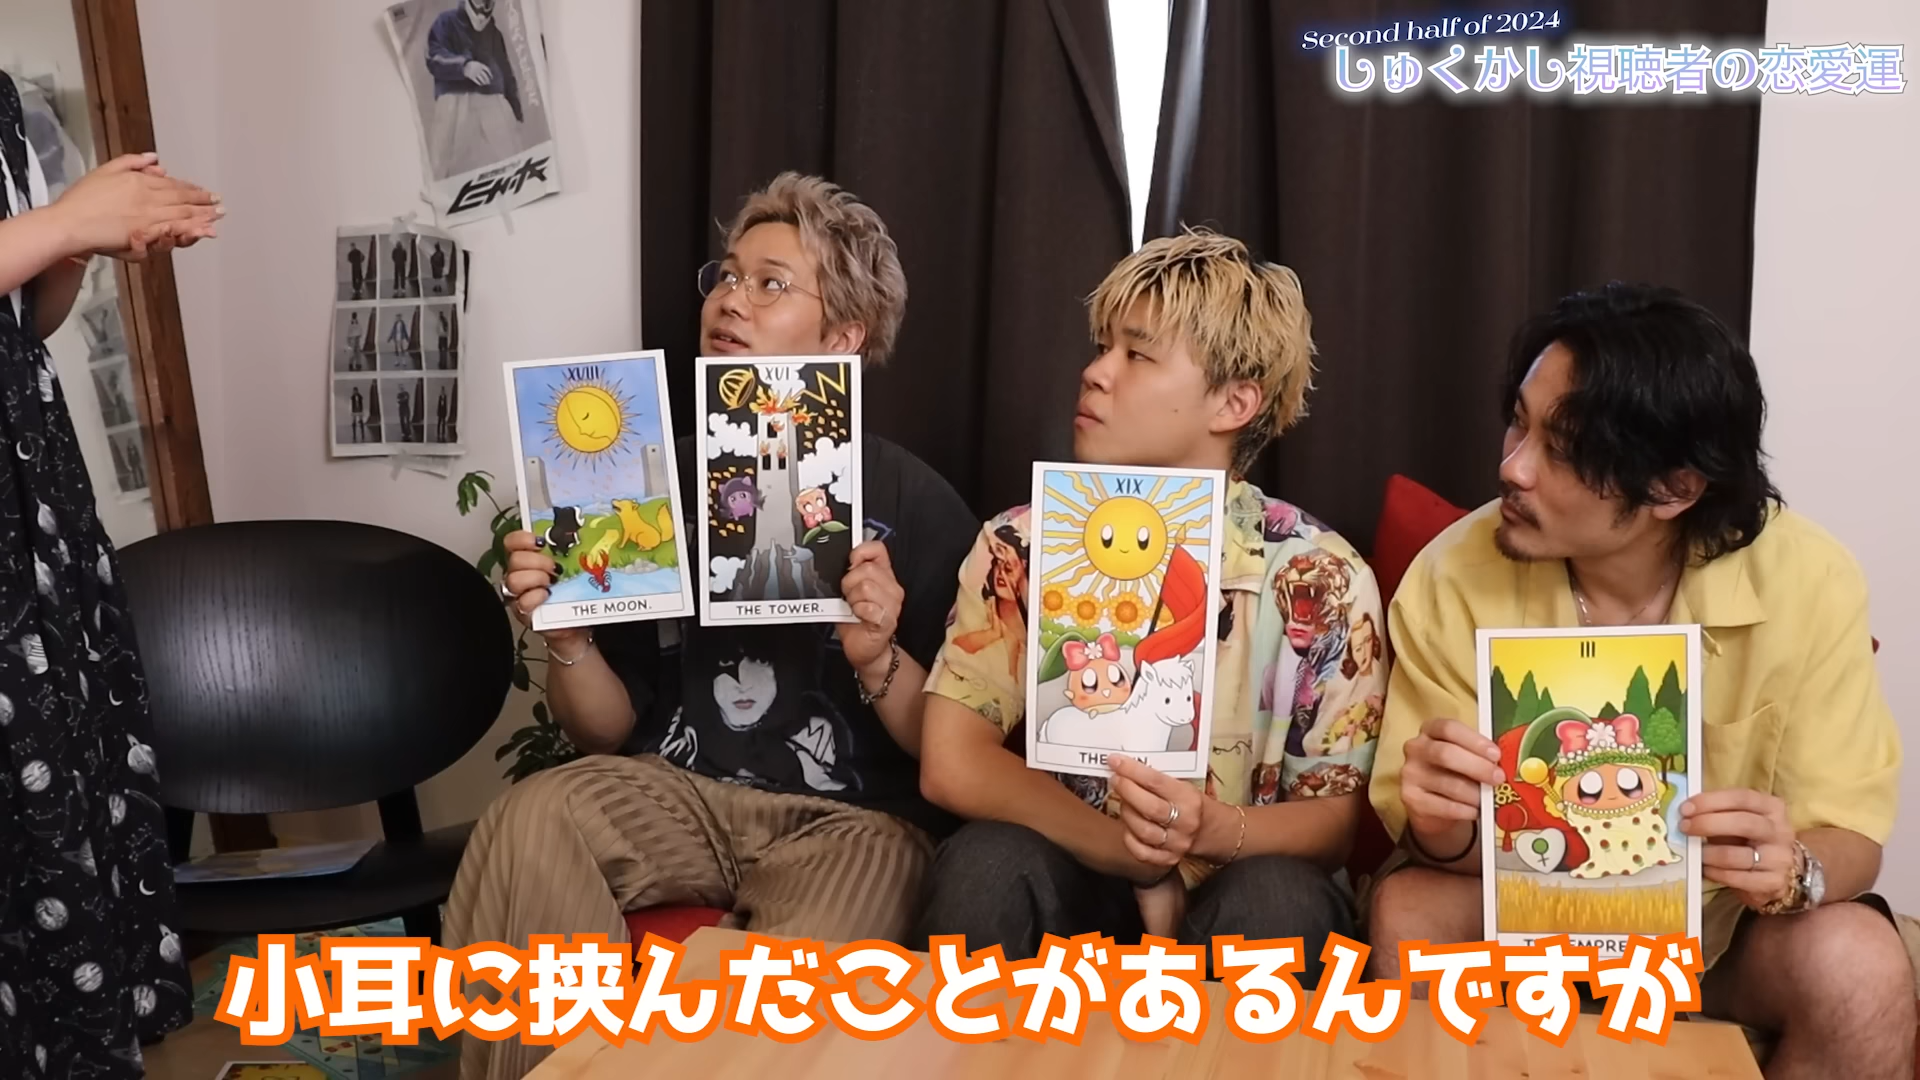 Second half of 2024
しゅくかし視聴者の恋愛運
XVIII
THE MOON.
XVI
THE TOWER.
XIX
III
小耳に挟んだことがあるんですが